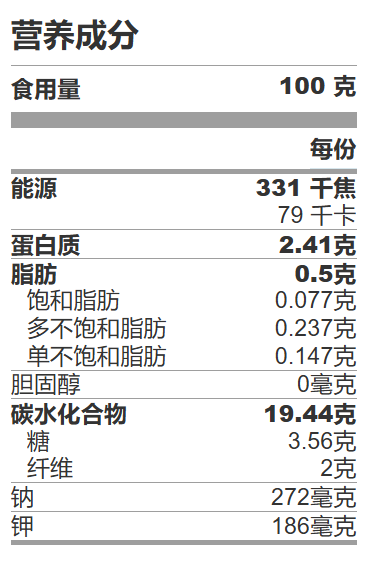 营养成分
食用量 100 克
每份
能源 331 千焦
79 千卡
蛋白质 2.41克
脂肪 0.5克
饱和脂肪 0.077克
多不饱和脂肪 0.237克
单不饱和脂肪 0.147克
胆固醇 0毫克
碳水化合物 19.44克
糖 3.56克
纤维 2克
钠 272毫克
钾 186毫克